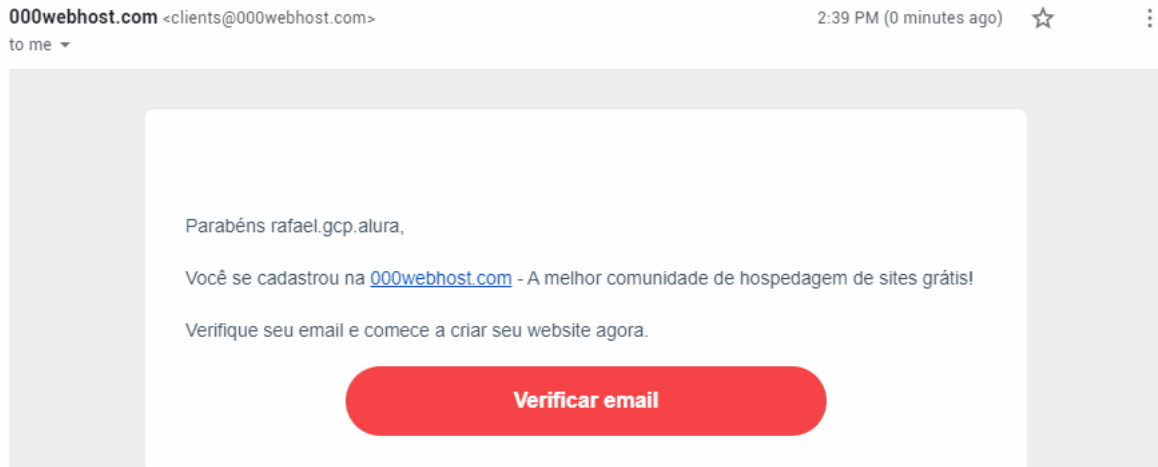 000webhost.com <clients@000webhost.com> 2:39 PM (0 minutes ago)
to me
Parabéns rafael.gcp.alura,
Você se cadastrou na 000webhost.com - A melhor comunidade de hospedagem de sites grátis!
Verifique seu email e comece a criar seu website agora.
Verificar email